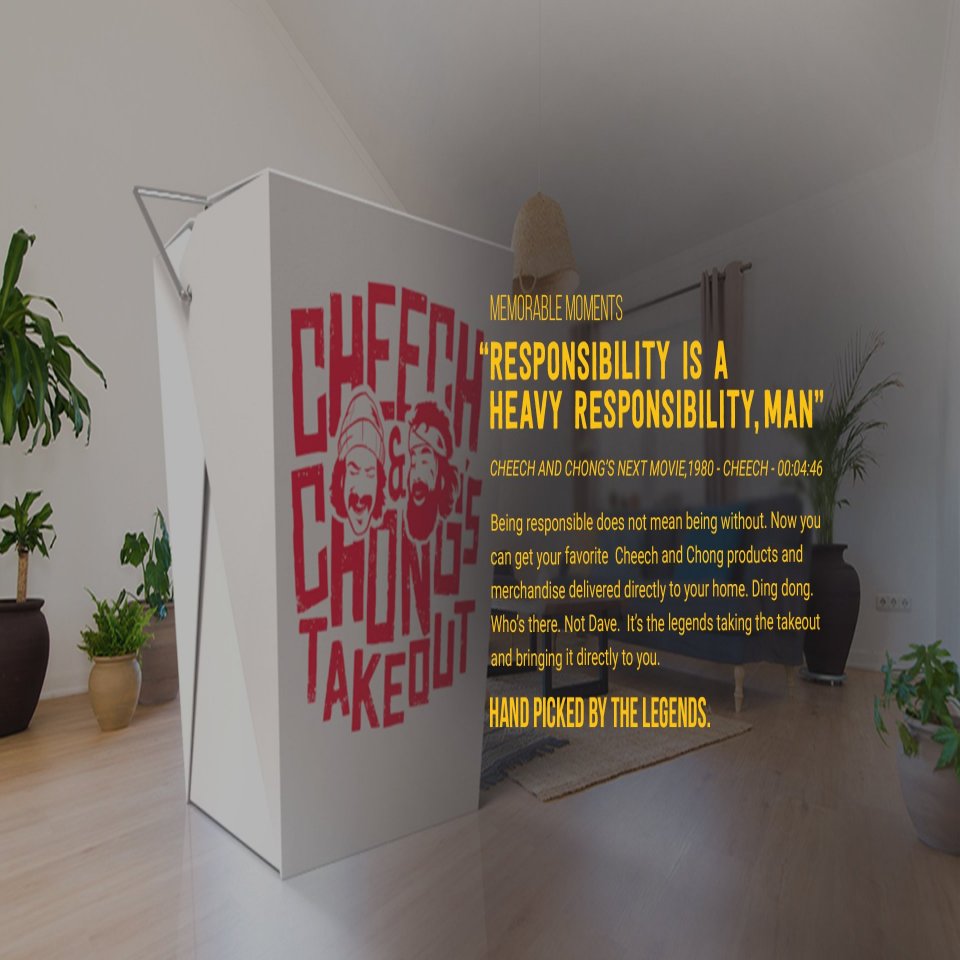 CHEECH
&
CHONG'S
TAKEOUT
MEMORABLE MOMENTS
“RESPONSIBILITY IS A
HEAVY RESPONSIBILITY, MAN”
CHEECH AND CHONG'S NEXT MOVIE,1980 - CHEECH - 00:04:46
Being responsible does not mean being without. Now you
can get your favorite Cheech and Chong products and
merchandise delivered directly to your home. Ding dong.
Who's there. Not Dave. It's the legends taking the takeout
and bringing it directly to you.
HAND PICKED BY THE LEGENDS.